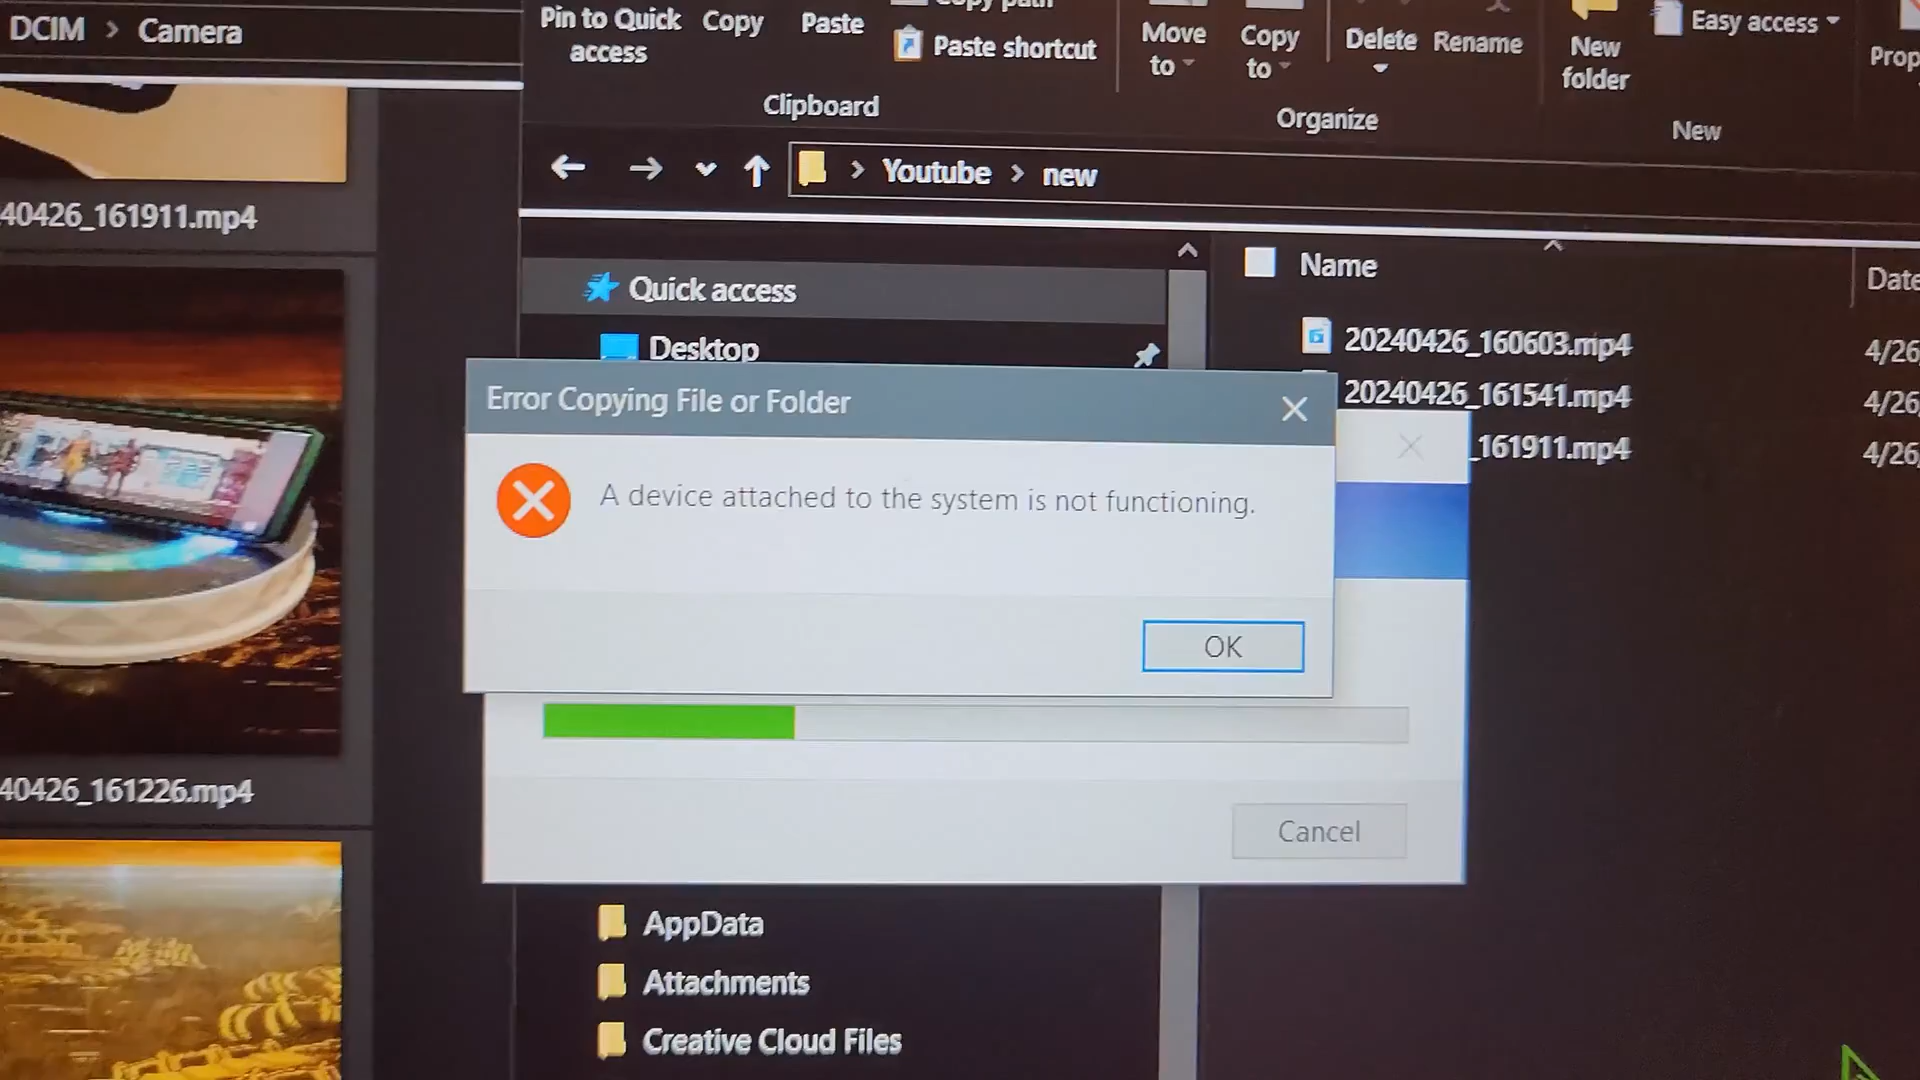 DCIM > Camera
40426_161911.mp4
40426_161226.mp4
Pin to Quick
access
Copy
Paste
Copy path
Paste shortcut
Clipboard
Move
to
Copy
to
Delete
Rename
Organize
New
folder
Easy access
New
Youtube > new
Quick access
Desktop
Name
20240426_160603.mp4
4/26
20240426_161541.mp4
4/26
_161911.mp4
4/26
Error Copying File or Folder
A device attached to the system is not functioning.
OK
Cancel
AppData
Attachments
Creative Cloud Files